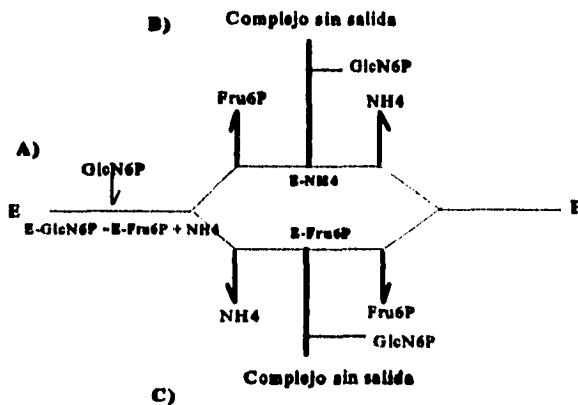 B)
Complejo sin salida
GlcN6P
Fru6P
NH4
A)
GlcN6P
E-NH4
E
E
E-GlcN6P - E-Fru6P + NH4
E-Fru6P
NH4
Fru6P
GlcN6P
Complejo sin salida
C)